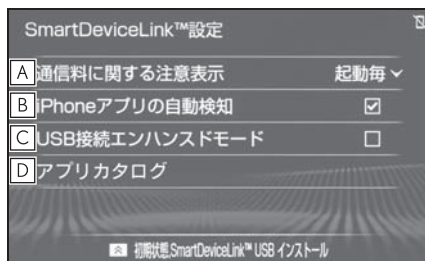 SmartDeviceLink™設定
A 通信料に関する注意表示 起動毎
B iPhoneアプリの自動検知
C USB接続エンハンスドモード
D アプリカタログ
初期状態,SmartDeviceLink™ USB インストール